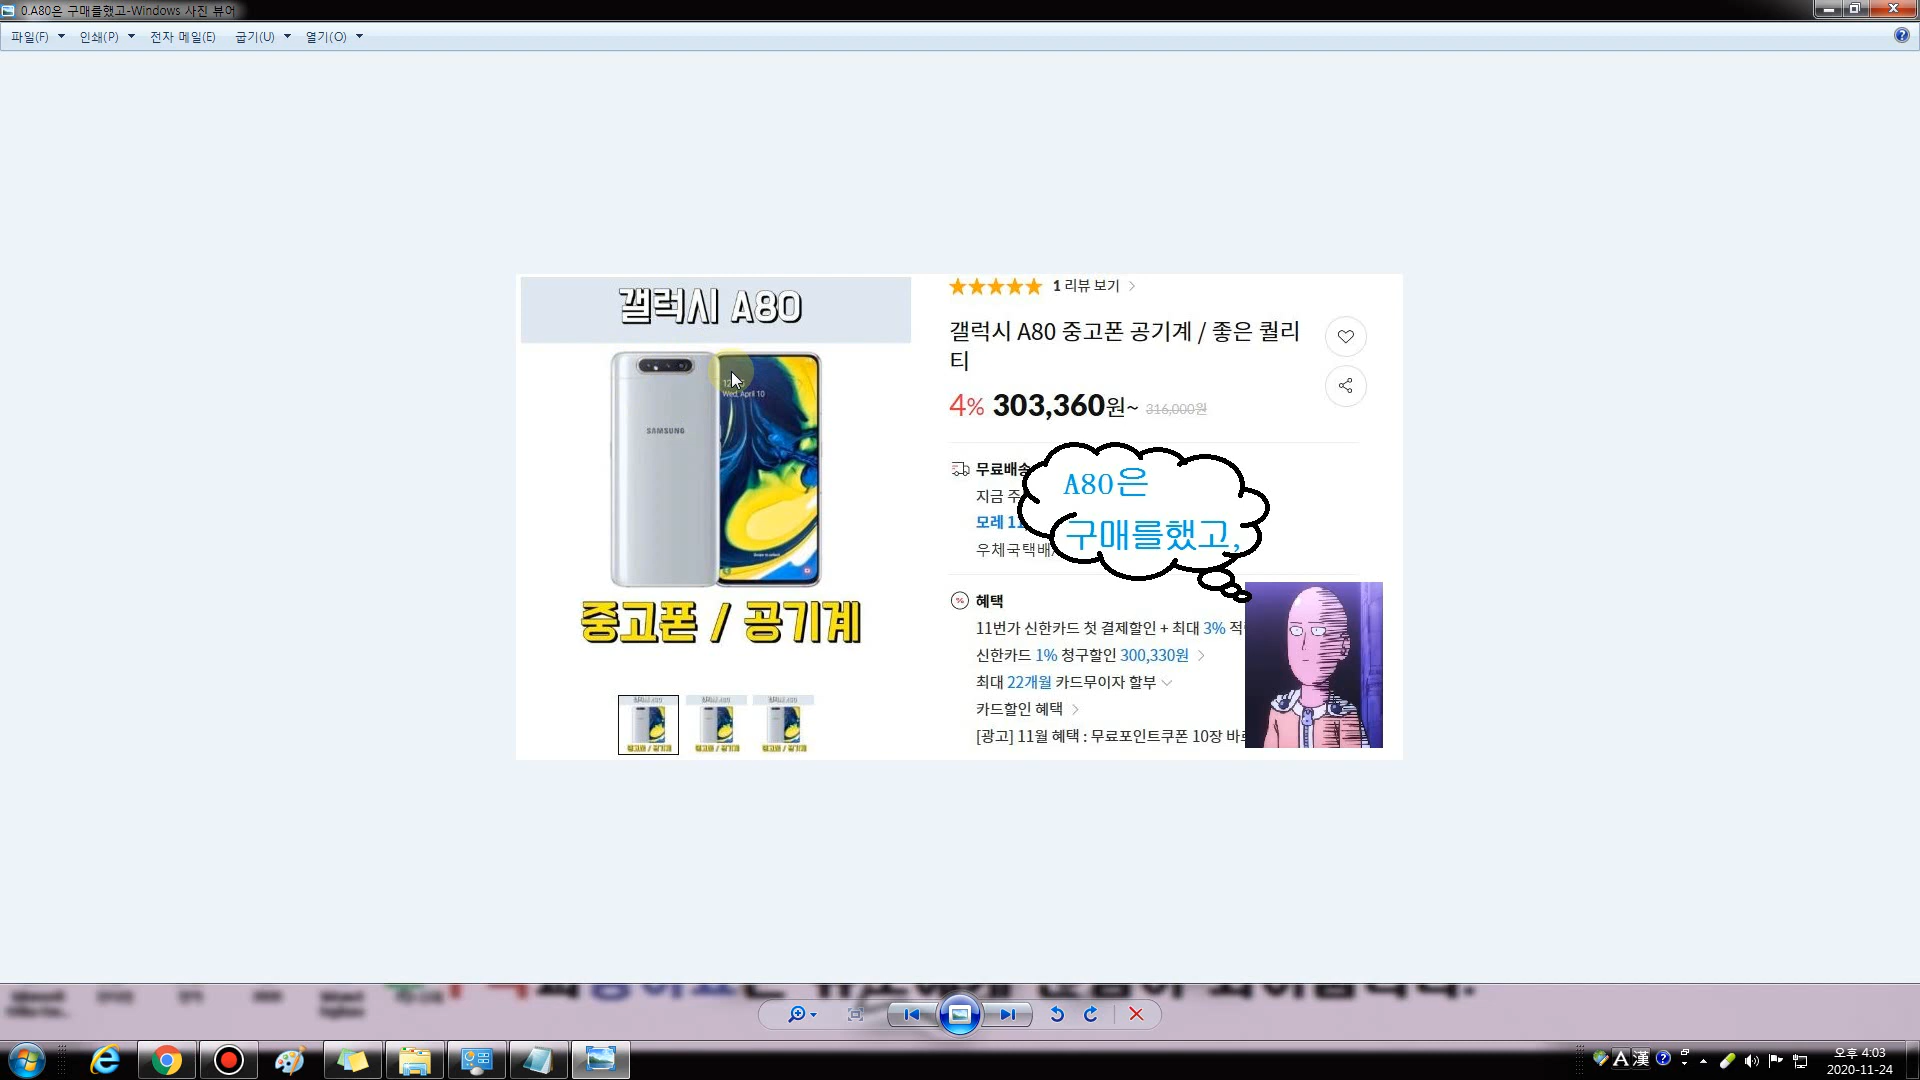 0.A80은 구매를했고-Windows 사진 뷰어
파일(F) 인쇄(P) 전자 메일(E) 굽기(U) 열기(O)
갤럭시 A80
SAMSUNG
Wed, April 10
중고폰 / 공기계
1 리뷰 보기
갤럭시 A80 중고폰 공기계 / 좋은 퀄리
티
4% 303,360원~ 316,000원
무료배송
지금 주
모레 11
우체국택배
A80은
구매를했고,
혜택
11번가 신한카드 첫 결제할인 + 최대 3% 적
신한카드 1% 청구할인 300,330원
최대 22개월 카드무이자 할부
카드할인 혜택
[광고] 11월 혜택 : 무료포인트쿠폰 10장 바로
A 漢
오후 4:03
2020-11-24